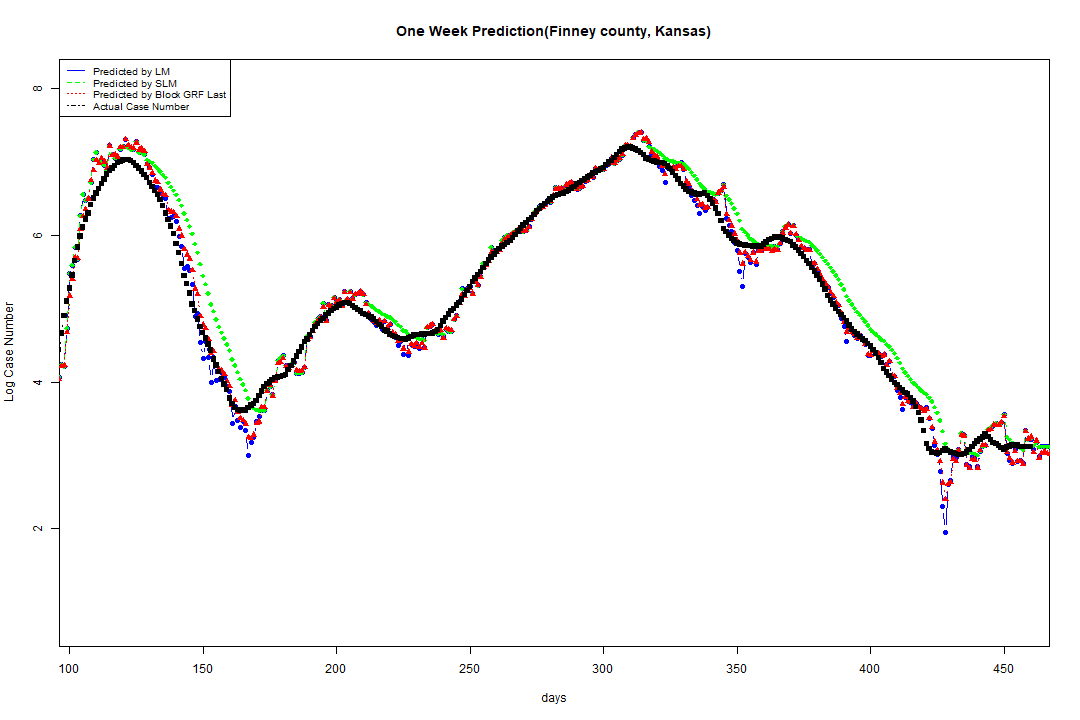 One Week Prediction(Finney county, Kansas)
Predicted by LM
Predicted by SLM
Predicted by Block GRF Last
Actual Case Number
8
6
4
2
Log Case Number
100 150 200 250 300 350 400 450
days